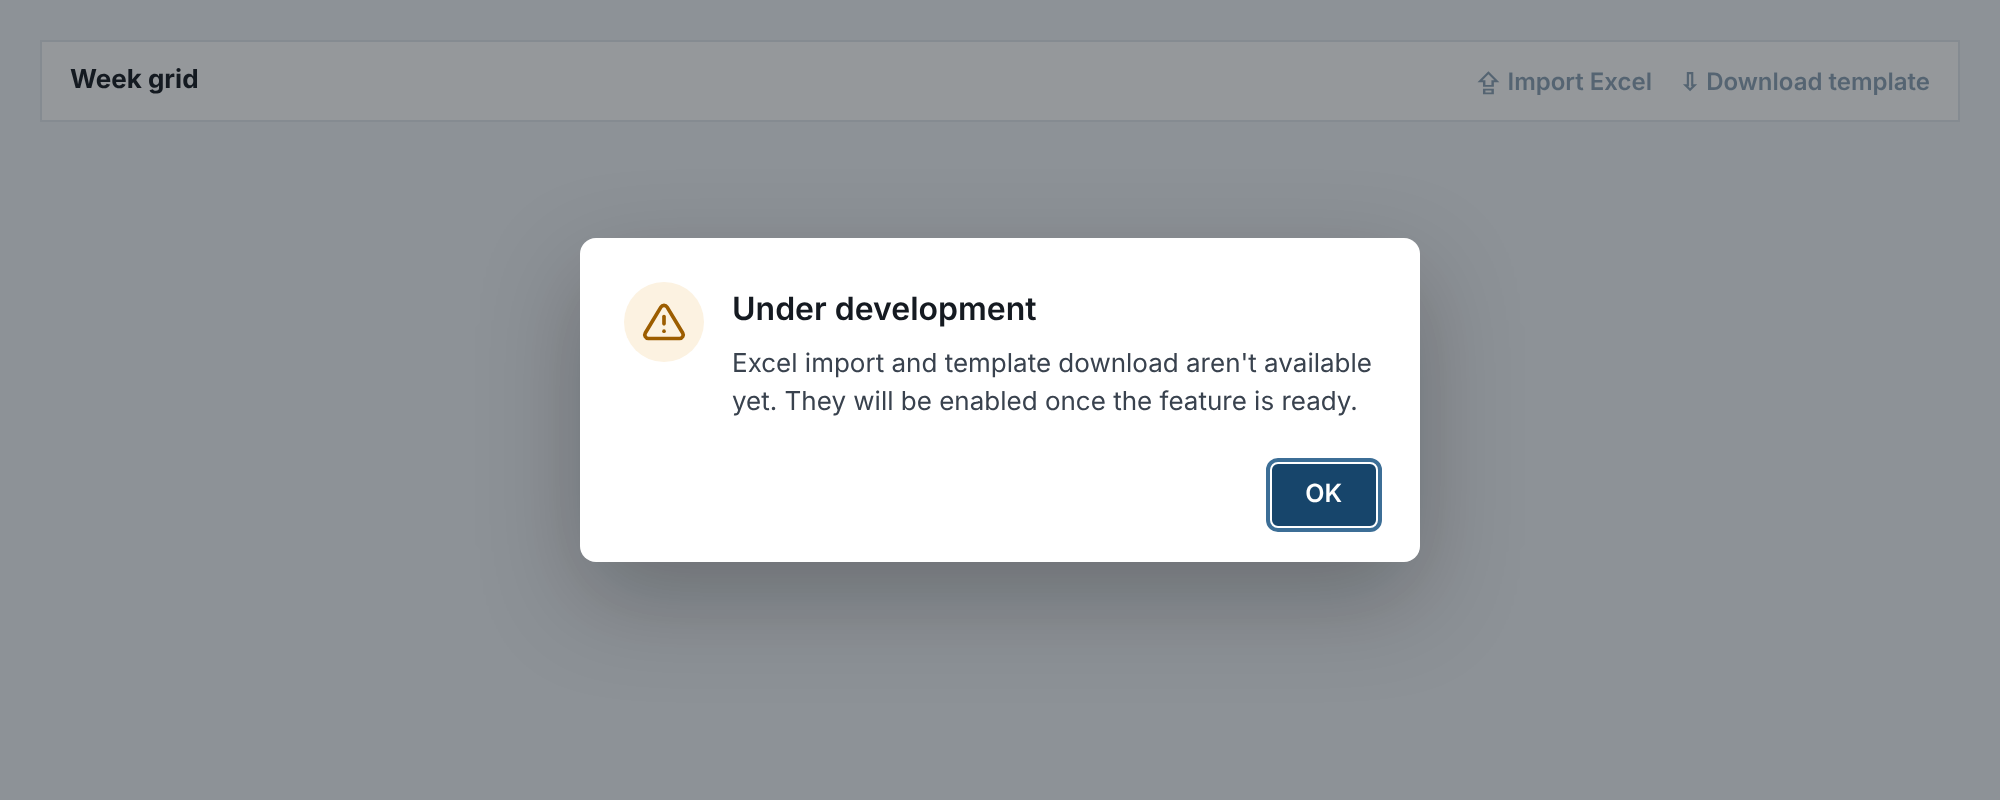 Week grid
Import Excel
Download template
Under development
Excel import and template download aren't available
yet. They will be enabled once the feature is ready.
OK